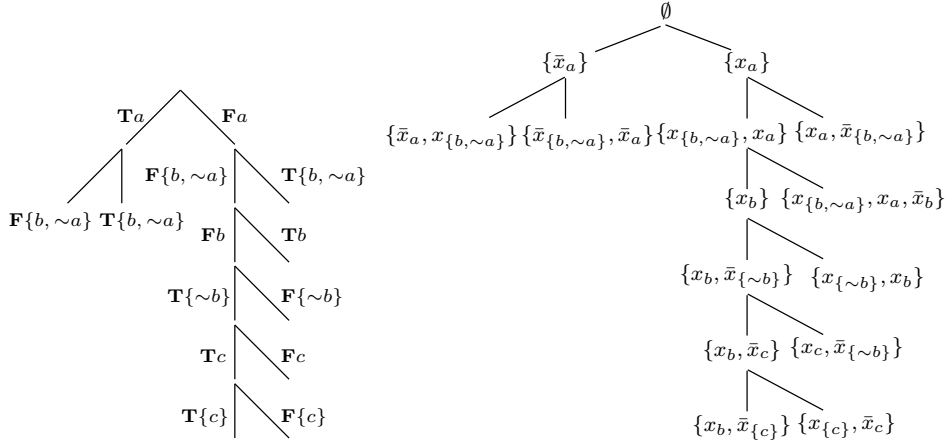 ∅
{x̄_a} {x_a}
{x̄_a, x_{b,∼a}} {x̄_{b,∼a}, x̄_a} {x_{b,∼a}, x_a} {x_a, x̄_{b,∼a}}
{x_b} {x_{b,∼a}, x_a, x̄_b}
{x_b, x̄_{∼b}} {x_{∼b}, x_b}
{x_b, x̄_c} {x_c, x̄_{∼b}}
{x_b, x̄_{c}} {x_{c}, x̄_c}
Ta Fa
F{b, ∼a} T{b, ∼a}
F{b, ∼a} T{b, ∼a}
Fb Tb
T{∼b} F{∼b}
Tc Fc
T{c} F{c}